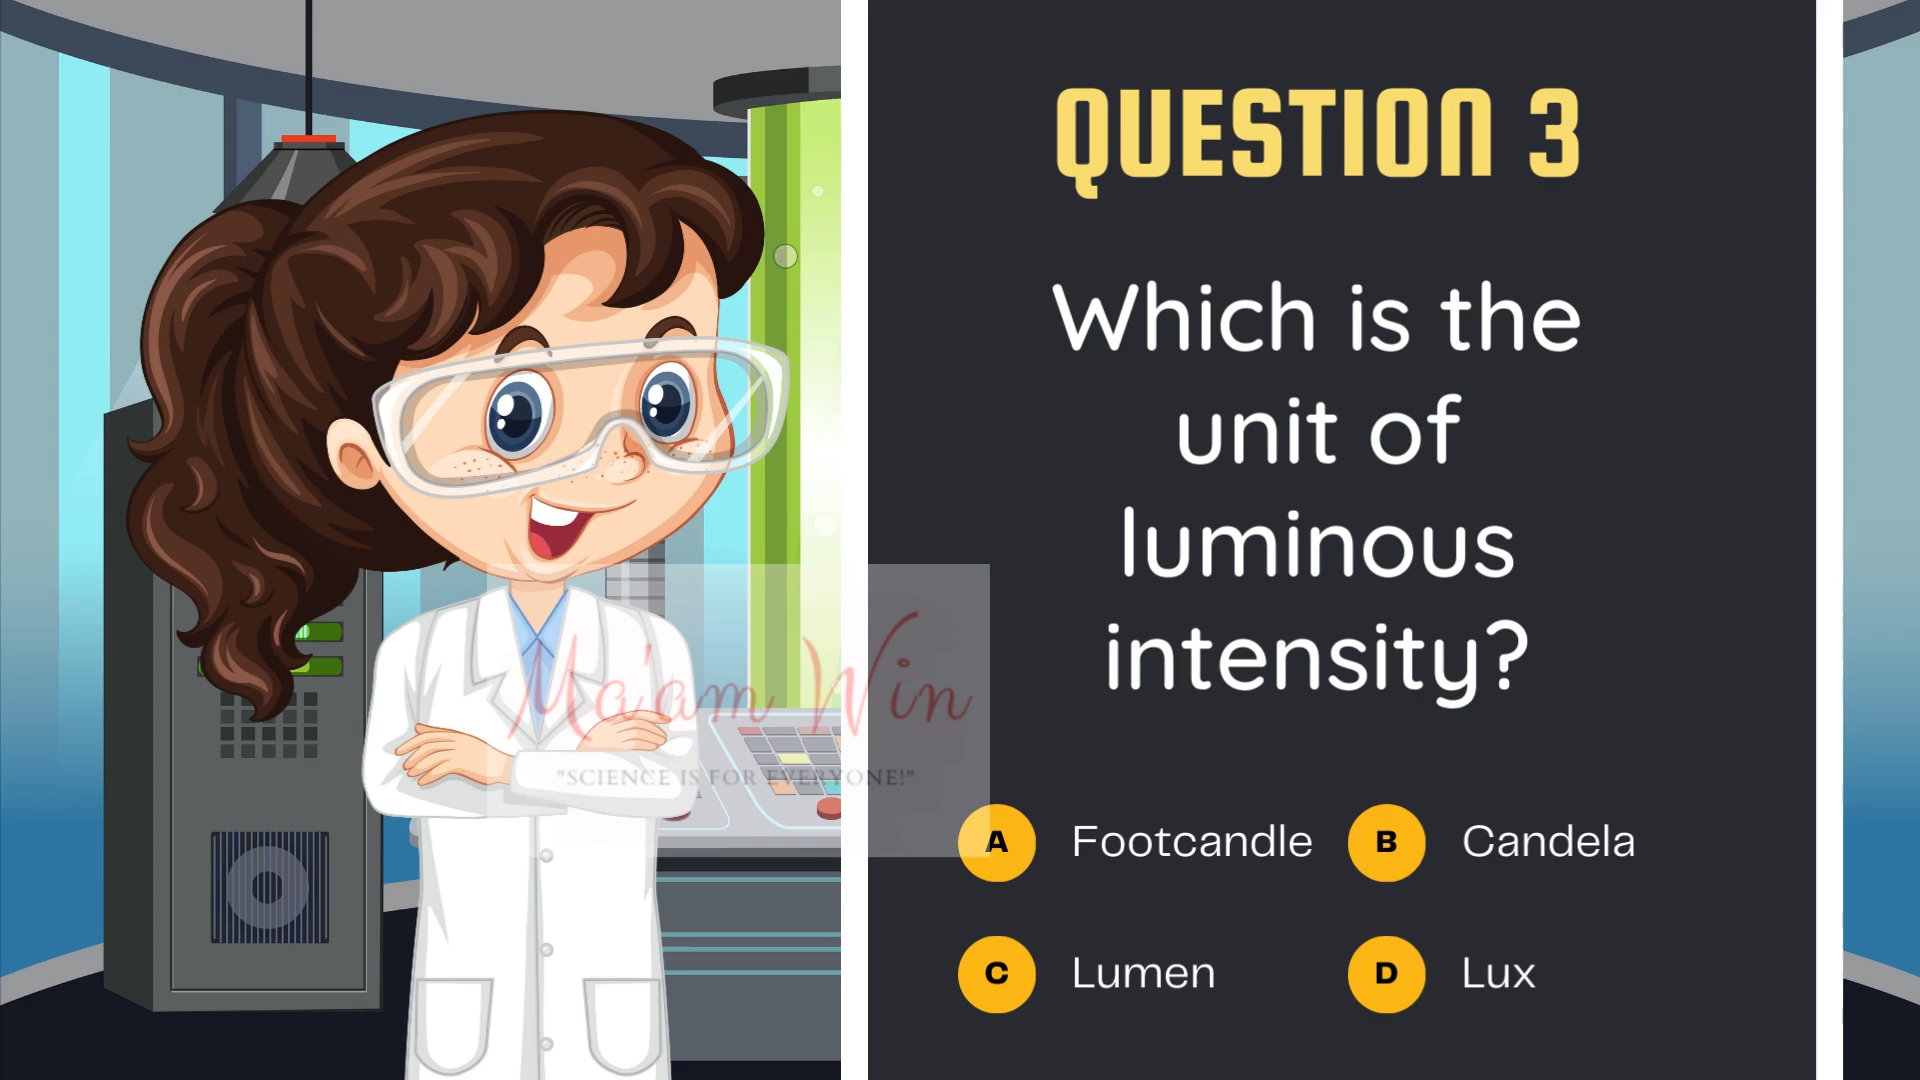 QUESTION 3
Which is the
unit of
luminous
intensity?
Ma'am Win
"SCIENCE IS FOR EVERYONE!"
A Footcandle
B Candela
C Lumen
D Lux